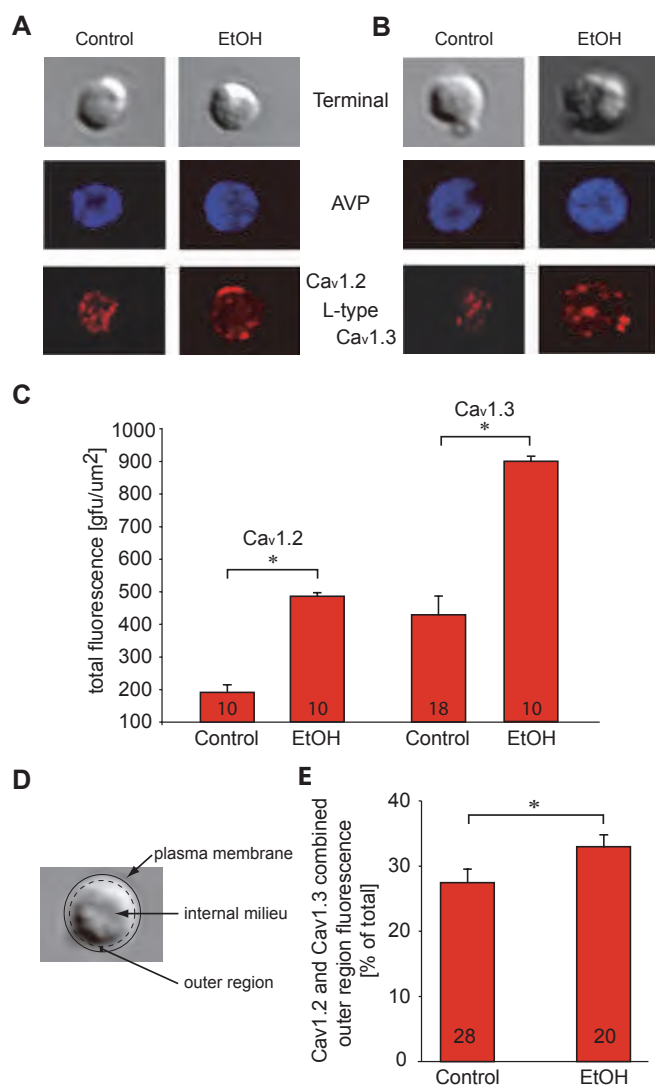 A
Control EtOH
B
Control EtOH
Terminal
AVP
Cav1.2
L-type
Cav1.3
C
total fluorescence [gfu/um²]
1000
900
800
700
600
500
400
300
200
100
Cav1.2
*
Cav1.3
*
10 10 18 10
Control EtOH Control EtOH
D
plasma membrane
internal milieu
outer region
E
Cav1.2 and Cav1.3 combined
outer region fluorescence
[% of total]
40
30
20
10
0
*
28 20
Control EtOH